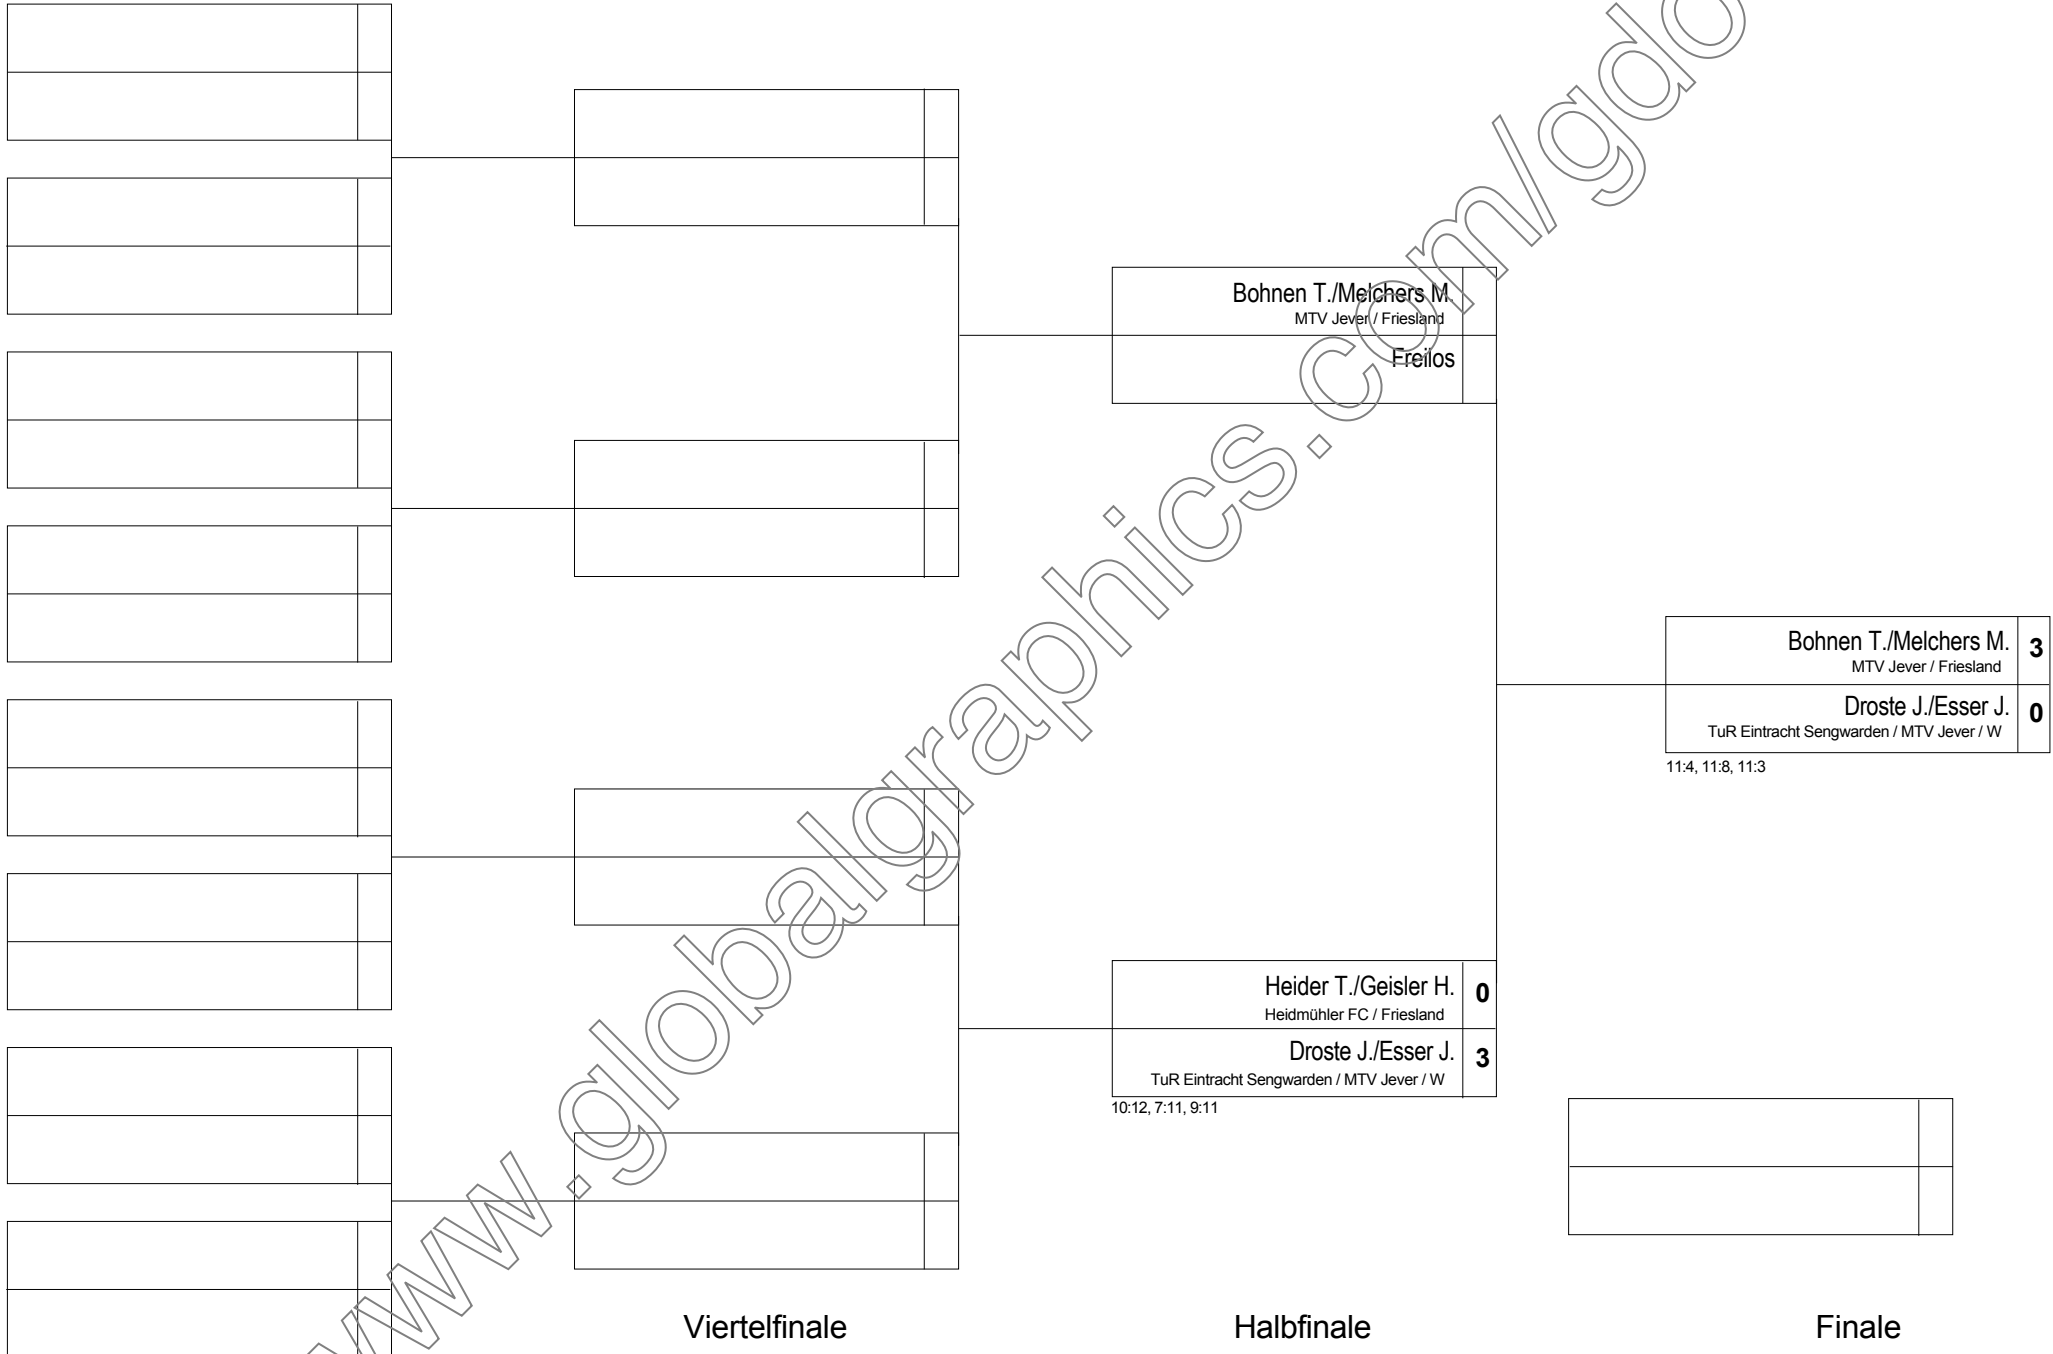 Bohnen T./Melchers M.
MTV Jever / Friesland
Freilos
Bohnen T./Melchers M. 3
MTV Jever / Friesland
Droste J./Esser J. 0
TuR Eintracht Sengwarden / MTV Jever / W
11:4, 11:8, 11:3
Heider T./Geisler H. 0
Heidmühler FC / Friesland
Droste J./Esser J. 3
TuR Eintracht Sengwarden / MTV Jever / W
10:12, 7:11, 9:11
Viertelfinale Halbfinale Finale
www.globalgraphics.com/gdo